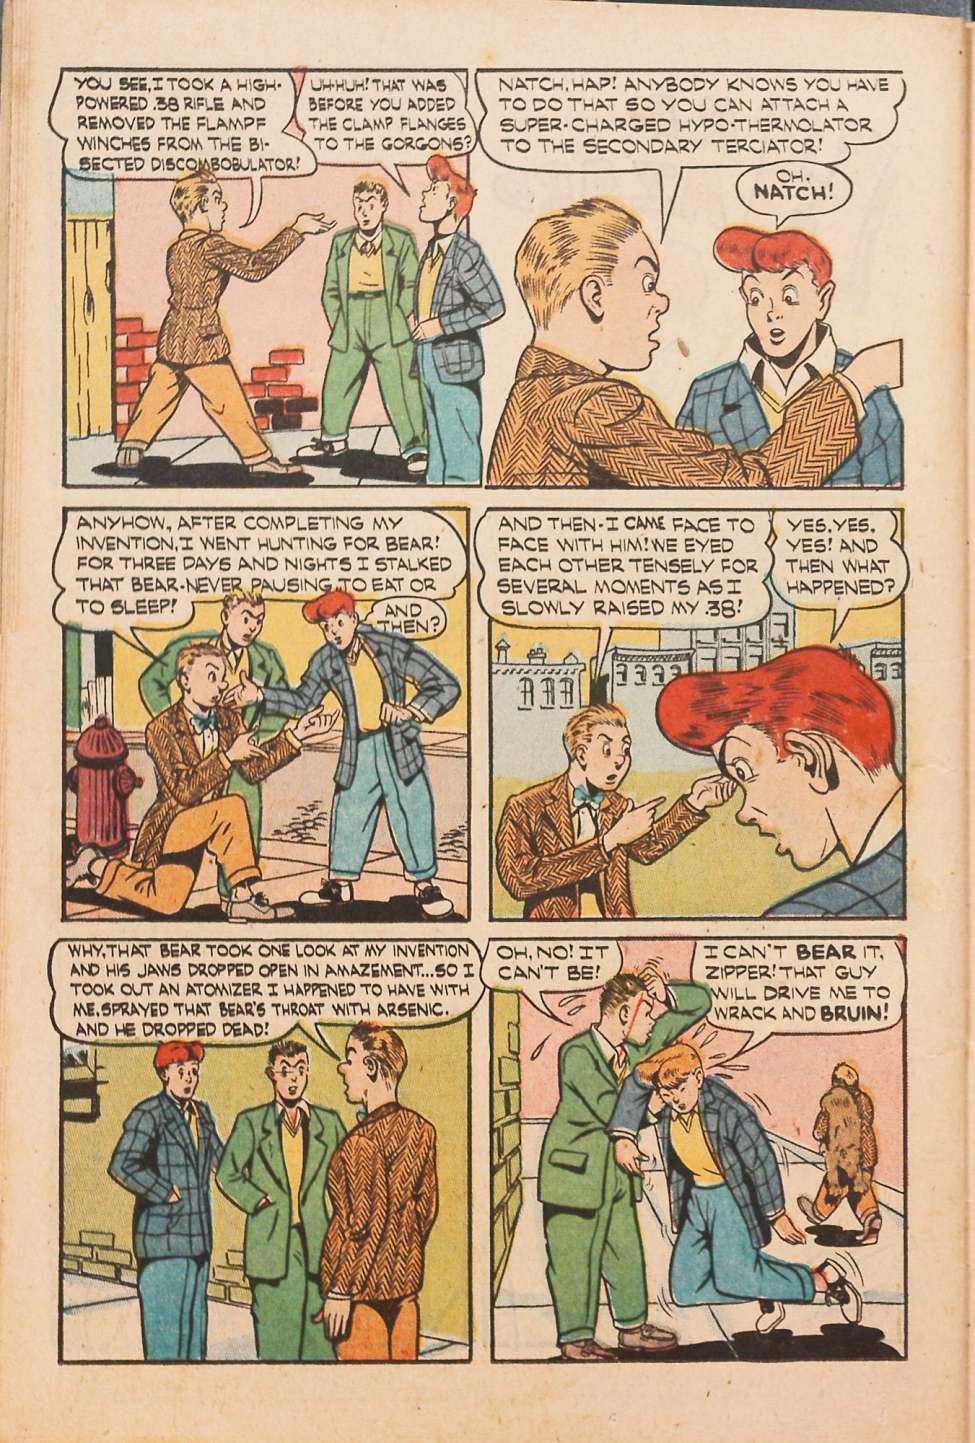 YOU SEE, I TOOK A HIGH-
POWERED .38 RIFLE AND
REMOVED THE FLAMPF
WINCHES FROM THE BI-
SECTED DISCOMBOBULATOR!
UH-HUH! THAT WAS
BEFORE YOU ADDED
THE CLAMP FLANGES
TO THE GORGONS?
NATCH, HAP! ANYBODY KNOWS YOU HAVE
TO DO THAT SO YOU CAN ATTACH A
SUPER-CHARGED HYPO-THERMOLATOR
TO THE SECONDARY TERCIATOR!
OH,
NATCH!
ANYHOW, AFTER COMPLETING MY
INVENTION, I WENT HUNTING FOR BEAR!
FOR THREE DAYS AND NIGHTS I STALKED
THAT BEAR-NEVER PAUSING TO EAT OR
TO SLEEP!
AND
THEN?
AND THEN-I CAME FACE TO
FACE WITH HIM! WE EYED
EACH OTHER TENSELY FOR
SEVERAL MOMENTS AS I
SLOWLY RAISED MY .38!
YES, YES,
YES! AND
THEN WHAT
HAPPENED?
WHY, THAT BEAR TOOK ONE LOOK AT MY INVENTION
AND HIS JAWS DROPPED OPEN IN AMAZEMENT...SO I
TOOK OUT AN ATOMIZER I HAPPENED TO HAVE WITH
ME, SPRAYED THAT BEAR'S THROAT WITH ARSENIC,
AND HE DROPPED DEAD!
OH, NO! IT
CAN'T BE!
I CAN'T BEAR IT,
ZIPPER! THAT GUY
WILL DRIVE ME TO
WRACK AND BRUIN!